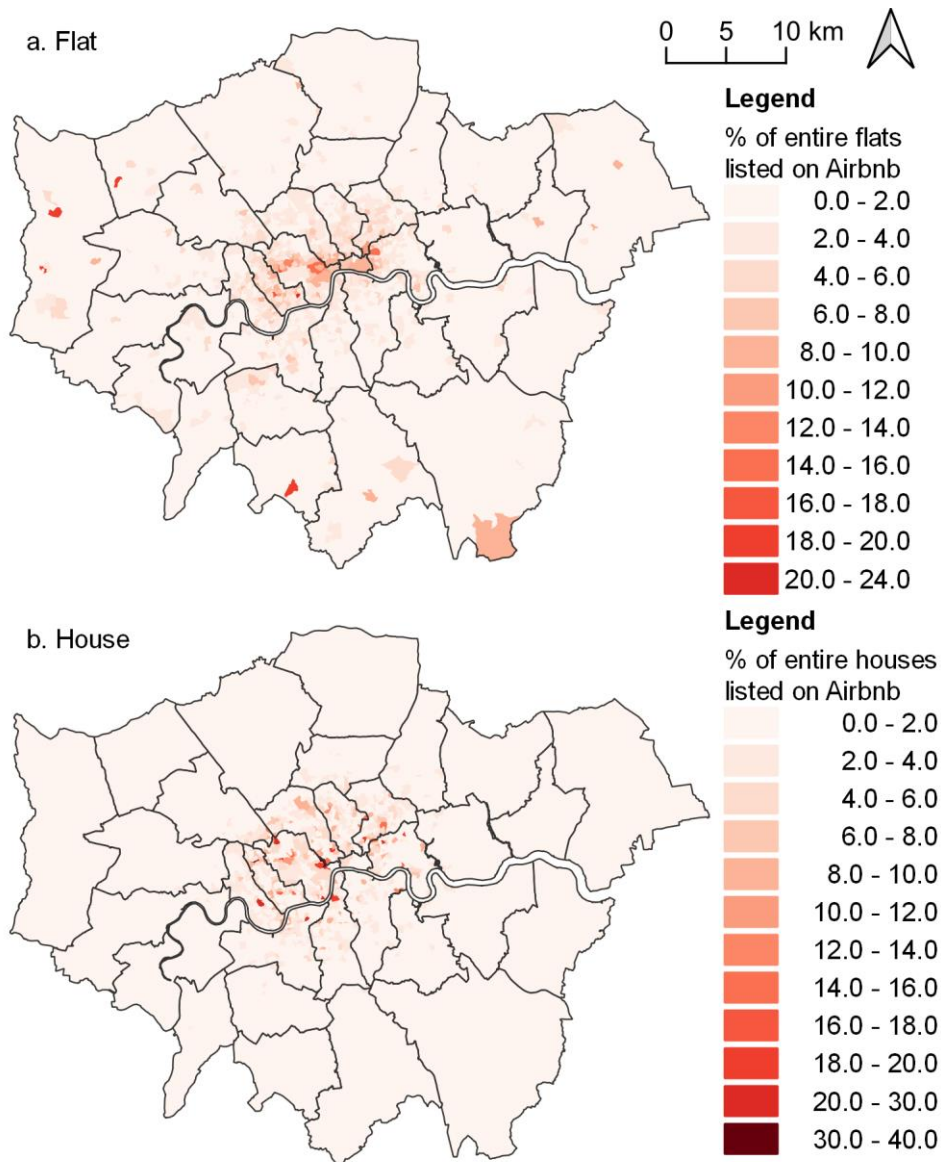 a. Flat
0 5 10 km
Legend
% of entire flats
listed on Airbnb
0.0 - 2.0
2.0 - 4.0
4.0 - 6.0
6.0 - 8.0
8.0 - 10.0
10.0 - 12.0
12.0 - 14.0
14.0 - 16.0
16.0 - 18.0
18.0 - 20.0
20.0 - 24.0
b. House
Legend
% of entire houses
listed on Airbnb
0.0 - 2.0
2.0 - 4.0
4.0 - 6.0
6.0 - 8.0
8.0 - 10.0
10.0 - 12.0
12.0 - 14.0
14.0 - 16.0
16.0 - 18.0
18.0 - 20.0
20.0 - 30.0
30.0 - 40.0